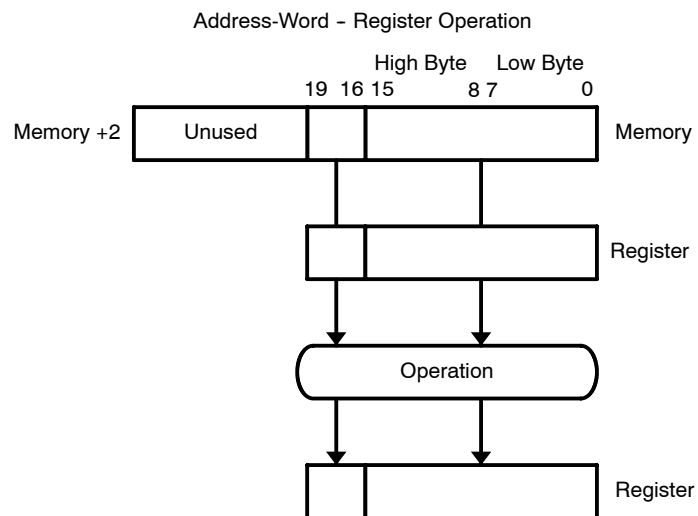 Address-Word – Register Operation
High Byte Low Byte
19 16 15 8 7 0
Memory +2 Unused Memory
Register
Operation
Register